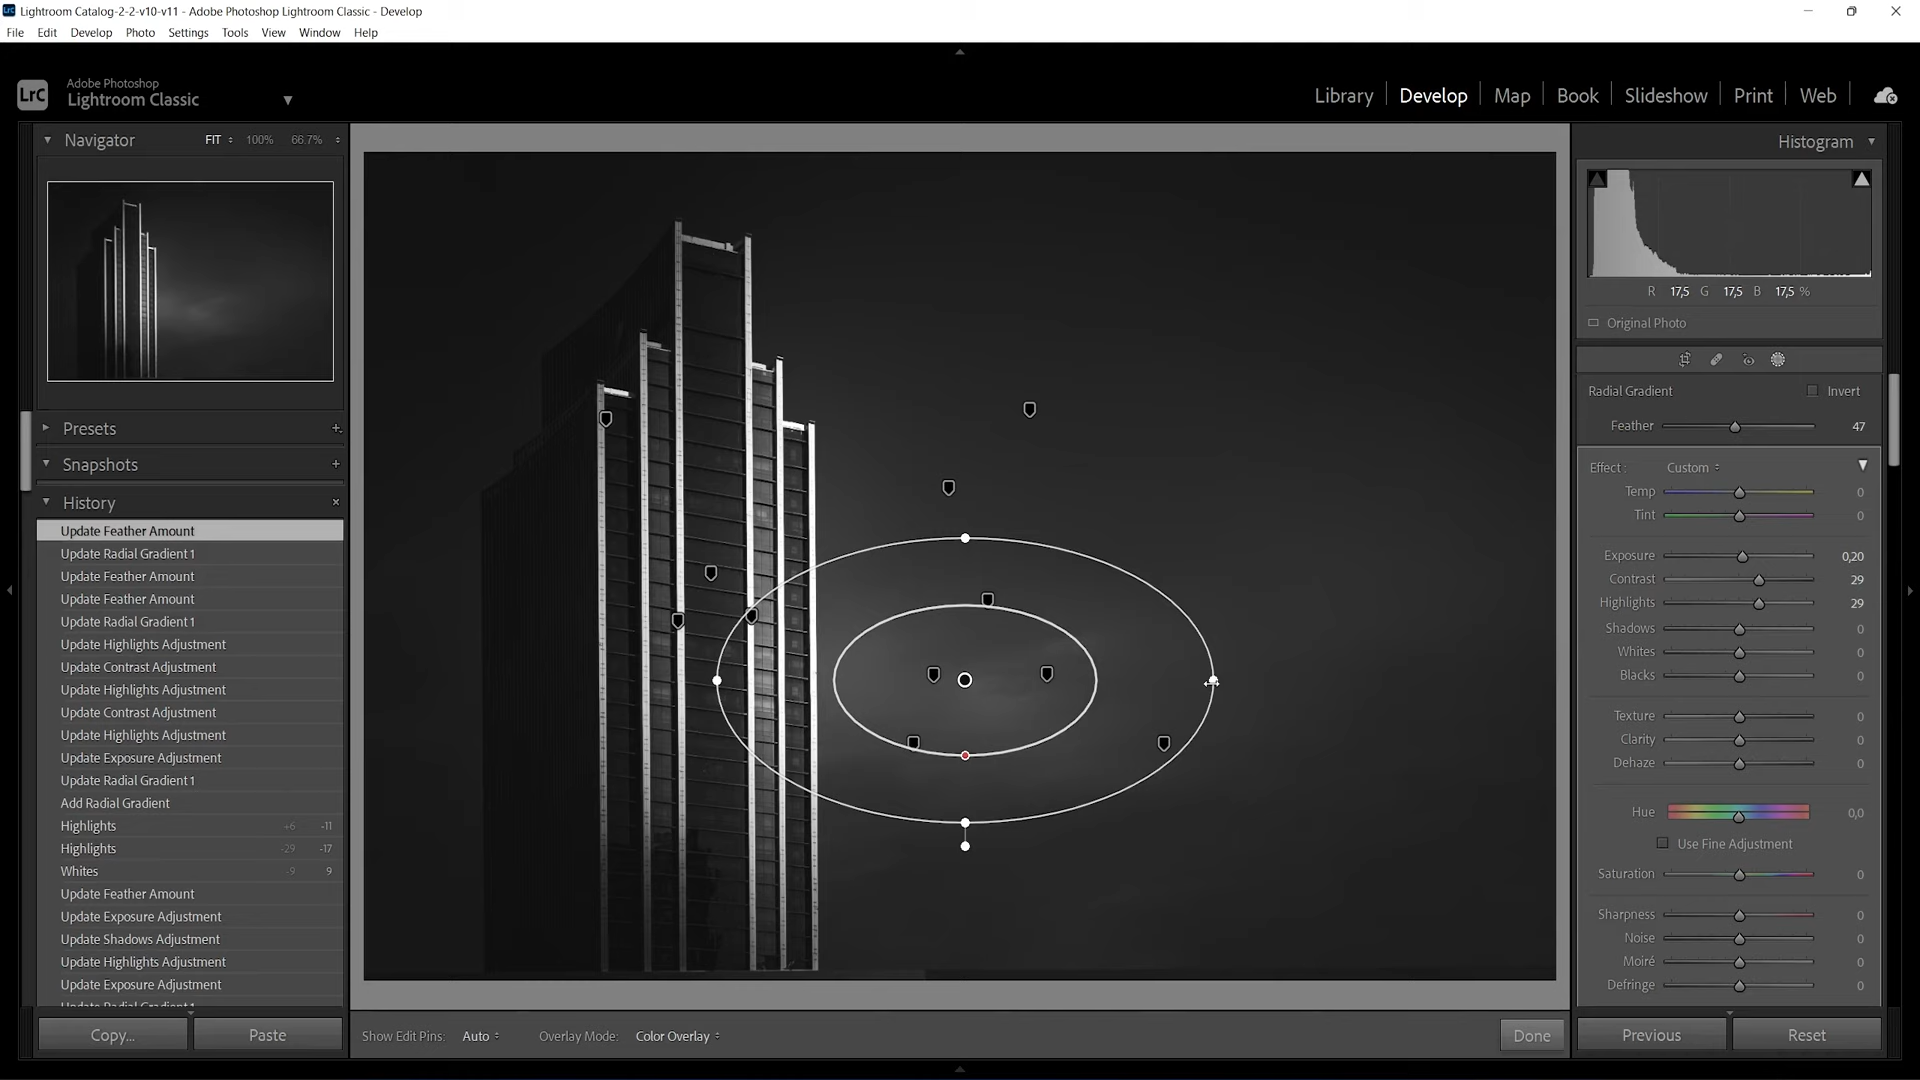 Lightroom Catalog-2-2-v10-v11 - Adobe Photoshop Lightroom Classic - Develop
File Edit Develop Photo Settings Tools View Window Help
LrC
Adobe Photoshop
Lightroom Classic
Library Develop Map Book Slideshow Print Web
Navigator FIT 100% 66.7%
Presets
Snapshots
History
Update Feather Amount
Update Radial Gradient 1
Update Feather Amount
Update Feather Amount
Update Radial Gradient 1
Update Highlights Adjustment
Update Contrast Adjustment
Update Highlights Adjustment
Update Contrast Adjustment
Update Highlights Adjustment
Update Exposure Adjustment
Update Radial Gradient 1
Add Radial Gradient
Highlights +6 -11
Highlights -29 -17
Whites -9 9
Update Feather Amount
Update Exposure Adjustment
Update Shadows Adjustment
Update Highlights Adjustment
Update Exposure Adjustment
Update Radial Gradient 1
Copy... Paste
Show Edit Pins: Auto Overlay Mode: Color Overlay Done
Histogram
R 17,5 G 17,5 B 17,5 %
Original Photo
Radial Gradient Invert
Feather 47
Effect : Custom
Temp 0
Tint 0
Exposure 0,20
Contrast 29
Highlights 29
Shadows 0
Whites 0
Blacks 0
Texture 0
Clarity 0
Dehaze 0
Hue 0,0
Use Fine Adjustment
Saturation 0
Sharpness 0
Noise 0
Moiré 0
Defringe 0
Previous Reset